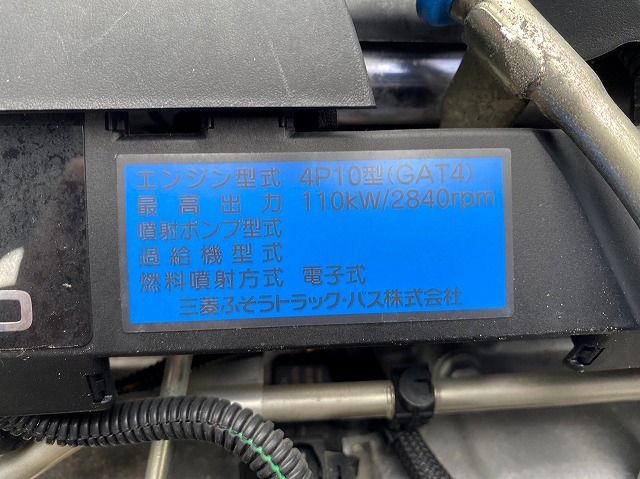 エンジン型式 4P10型(GAT4)
最高出力 110kW/2840rpm
噴射ポンプ型式
過給機型式
燃料噴射方式 電子式
三菱ふそうトラック・バス株式会社